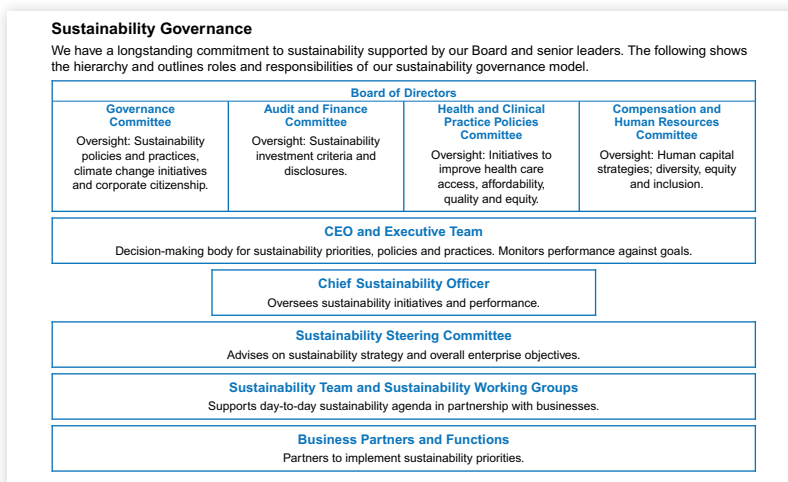 Sustainability Governance
We have a longstanding commitment to sustainability supported by our Board and senior leaders. The following shows
the hierarchy and outlines roles and responsibilities of our sustainability governance model.
Board of Directors
Governance
Committee
Oversight: Sustainability
policies and practices,
climate change initiatives
and corporate citizenship.
Audit and Finance
Committee
Oversight: Sustainability
investment criteria and
disclosures.
Health and Clinical
Practice Policies
Committee
Oversight: Initiatives to
improve health care
access, affordability,
quality and equity.
Compensation and
Human Resources
Committee
Oversight: Human capital
strategies; diversity, equity
and inclusion.
CEO and Executive Team
Decision-making body for sustainability priorities, policies and practices. Monitors performance against goals.
Chief Sustainability Officer
Oversees sustainability initiatives and performance.
Sustainability Steering Committee
Advises on sustainability strategy and overall enterprise objectives.
Sustainability Team and Sustainability Working Groups
Supports day-to-day sustainability agenda in partnership with businesses.
Business Partners and Functions
Partners to implement sustainability priorities.